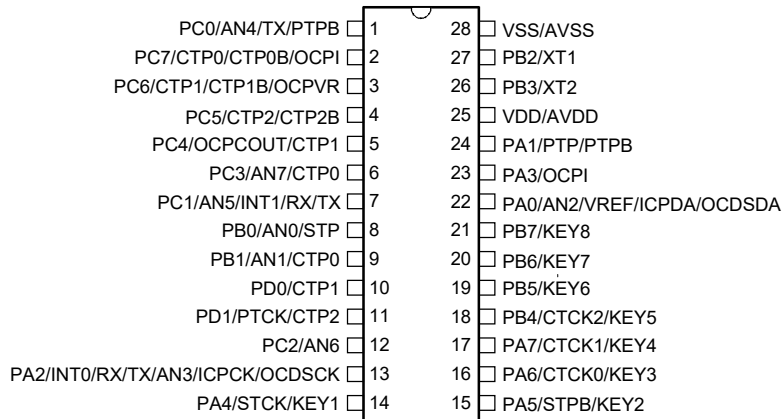 PC0/AN4/TX/PTPB 1 28 VSS/AVSS
PC7/CTP0/CTP0B/OCPI 2 27 PB2/XT1
PC6/CTP1/CTP1B/OCPVR 3 26 PB3/XT2
PC5/CTP2/CTP2B 4 25 VDD/AVDD
PC4/OCPCOUT/CTP1 5 24 PA1/PTP/PTPB
PC3/AN7/CTP0 6 23 PA3/OCPI
PC1/AN5/INT1/RX/TX 7 22 PA0/AN2/VREF/ICPDA/OCDSDA
PB0/AN0/STP 8 21 PB7/KEY8
PB1/AN1/CTP0 9 20 PB6/KEY7
PD0/CTP1 10 19 PB5/KEY6
PD1/PTCK/CTP2 11 18 PB4/CTCK2/KEY5
PC2/AN6 12 17 PA7/CTCK1/KEY4
PA2/INT0/RX/TX/AN3/ICPCK/OCDSCK 13 16 PA6/CTCK0/KEY3
PA4/STCK/KEY1 14 15 PA5/STPB/KEY2